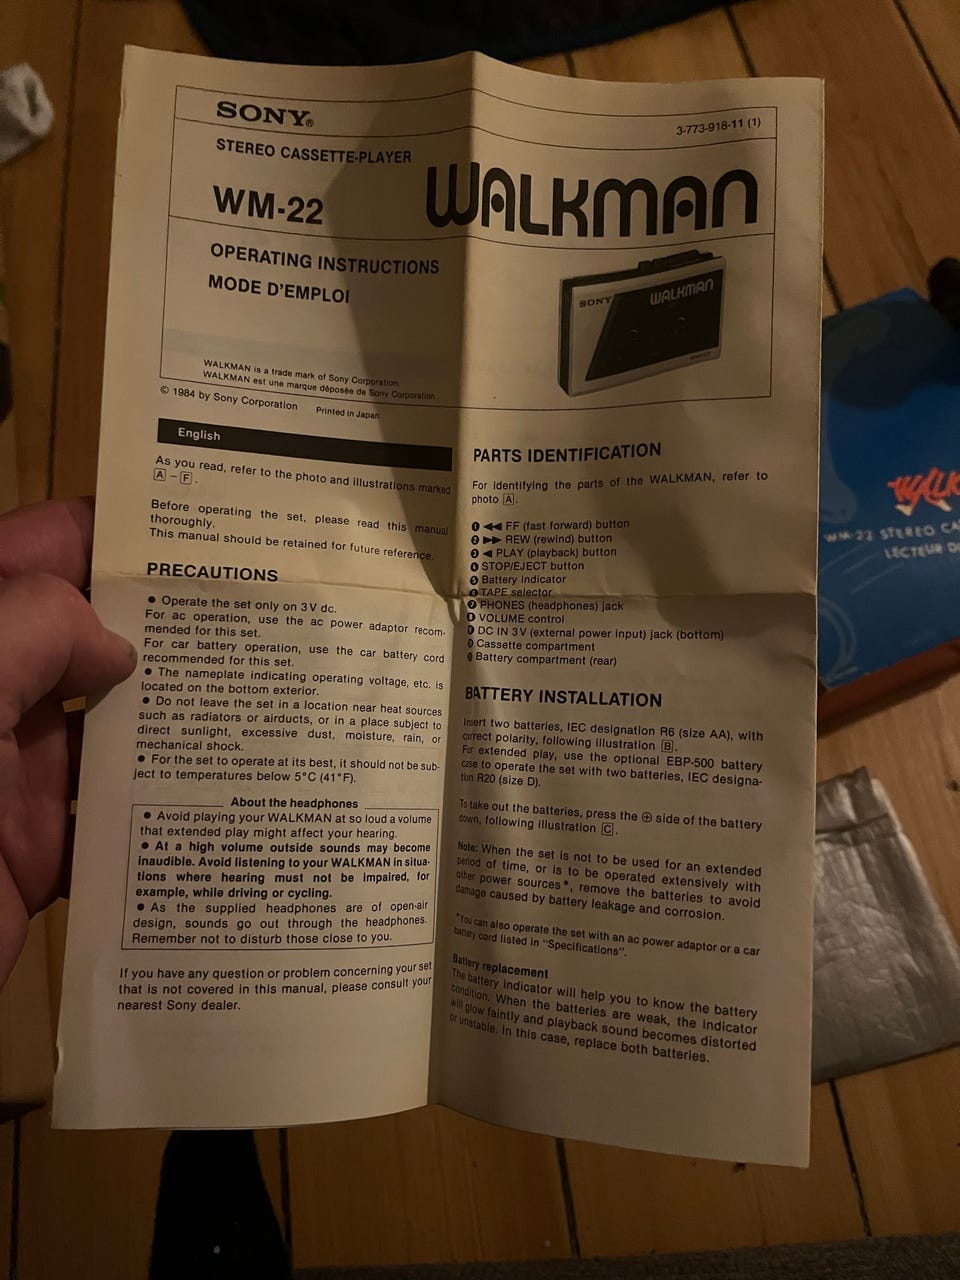 SONY®
3-773-918-11 (1)
STEREO CASSETTE-PLAYER
WM-22
WALKMAN
OPERATING INSTRUCTIONS
MODE D'EMPLOI
SONY
WALKMAN
WALKMAN is a trade mark of Sony Corporation
WALKMAN est une marque déposée de Sony Corporation
© 1984 by Sony Corporation Printed in Japan
English
As you read, refer to the photo and illustrations marked
A – F.
Before operating the set, please read this manual
thoroughly.
This manual should be retained for future reference.
PRECAUTIONS
● Operate the set only on 3 V dc.
For ac operation, use the ac power adaptor recom-
mended for this set.
For car battery operation, use the car battery cord
recommended for this set.
● The nameplate indicating operating voltage, etc. is
located on the bottom exterior.
● Do not leave the set in a location near heat sources
such as radiators or airducts, or in a place subject to
direct sunlight, excessive dust, moisture, rain, or
mechanical shock.
● For the set to operate at its best, it should not be sub-
ject to temperatures below 5°C (41°F).
About the headphones
● Avoid playing your WALKMAN at so loud a volume
that extended play might affect your hearing.
● At a high volume outside sounds may become
inaudible. Avoid listening to your WALKMAN in situa-
tions where hearing must not be impaired, for
example, while driving or cycling.
● As the supplied headphones are of open-air
design, sounds go out through the headphones.
Remember not to disturb those close to you.
If you have any question or problem concerning your set
that is not covered in this manual, please consult your
nearest Sony dealer.
PARTS IDENTIFICATION
For identifying the parts of the WALKMAN, refer to
photo A.
❶ ◀◀ FF (fast forward) button
❷ ▶▶ REW (rewind) button
❸ ◀ PLAY (playback) button
❹ STOP/EJECT button
❺ Battery indicator
❻ TAPE selector
❼ PHONES (headphones) jack
❽ VOLUME control
DC IN 3 V (external power input) jack (bottom)
Cassette compartment
Battery compartment (rear)
BATTERY INSTALLATION
Insert two batteries, IEC designation R6 (size AA), with
correct polarity, following illustration B.
For extended play, use the optional EBP-500 battery
case to operate the set with two batteries, IEC designa-
tion R20 (size D).
To take out the batteries, press the ⊕ side of the battery
down, following illustration C.
Note: When the set is not to be used for an extended
period of time, or is to be operated extensively with
other power sources*, remove the batteries to avoid
damage caused by battery leakage and corrosion.
*You can also operate the set with an ac power adaptor or a car
battery cord listed in "Specifications".
Battery replacement
The battery indicator will help you to know the battery
condition. When the batteries are weak, the indicator
will glow faintly and playback sound becomes distorted
or unstable. In this case, replace both batteries.
WM-22 STEREO
LECTEUR